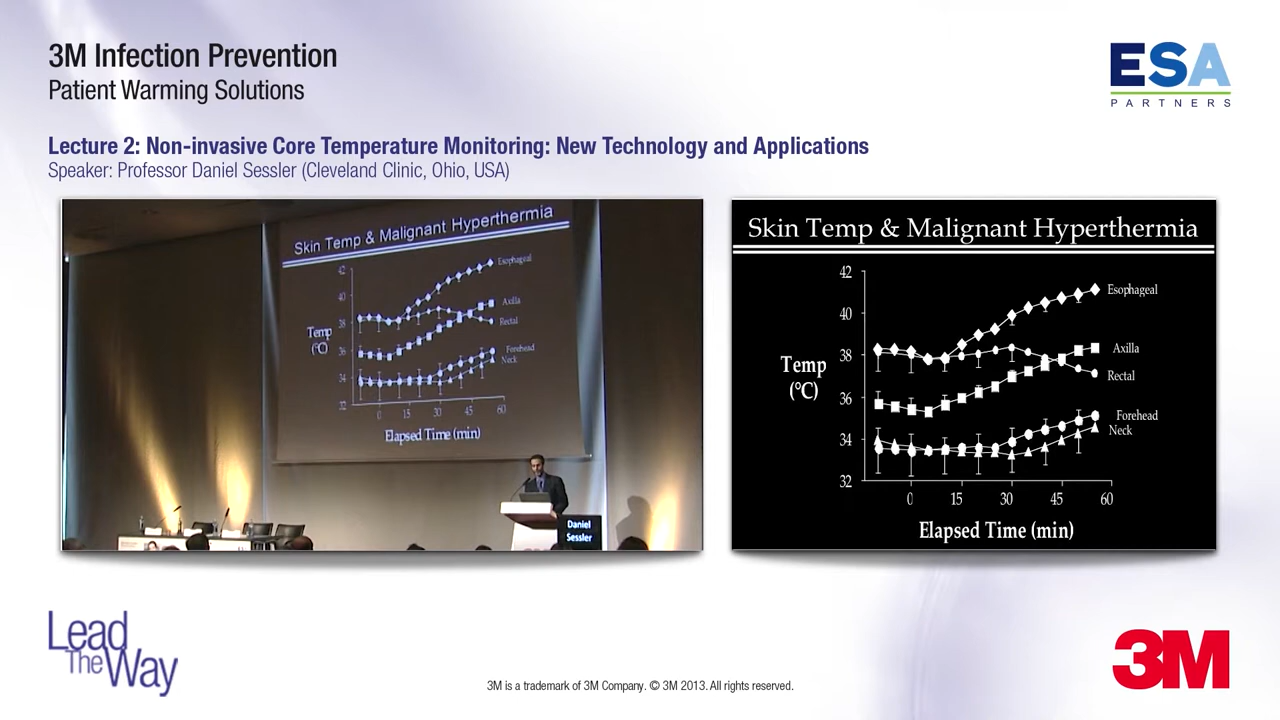 3M Infection Prevention
Patient Warming Solutions
ESA
PARTNERS
Lecture 2: Non-invasive Core Temperature Monitoring: New Technology and Applications
Speaker: Professor Daniel Sessler (Cleveland Clinic, Ohio, USA)
Skin Temp & Malignant Hyperthermia
42
40
38
36
34
32
Temp
(°C)
Esophageal
Axilla
Rectal
Forehead
Neck
0 15 30 45 60
Elapsed Time (min)
Daniel
Sessler
Skin Temp & Malignant Hyperthermia
42
40
38
36
34
32
Temp
(°C)
Esophageal
Axilla
Rectal
Forehead
Neck
0 15 30 45 60
Elapsed Time (min)
Lead
The Way
3M
3M is a trademark of 3M Company. © 3M 2013. All rights reserved.